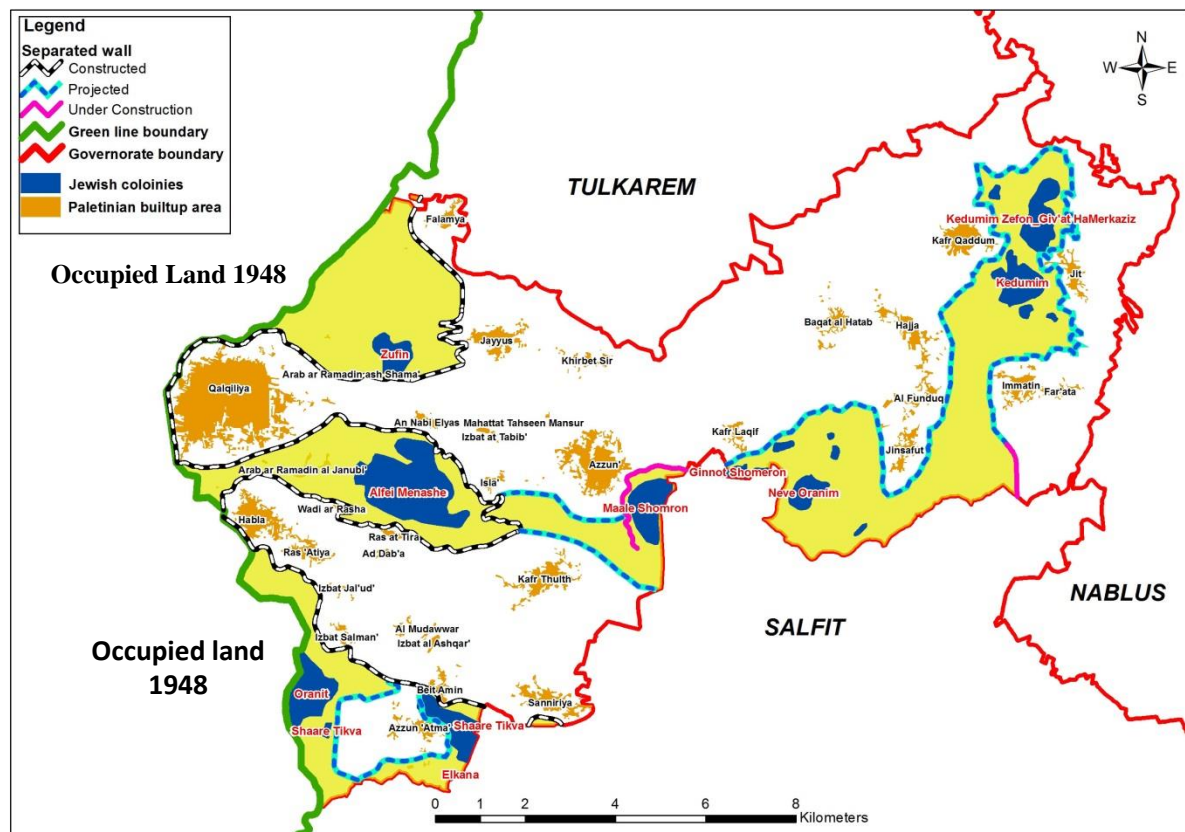 Legend
Separated wall
Constructed
Projected
Under Construction
Green line boundary
Governorate boundary
Jewish coloinies
Paletinian builtup area
N
W E
S
TULKAREM
Occupied Land 1948
Falamya
Kedumim Zefon_Giv'at HaMerkaziz
Kafr Qaddum
Jit
Kedumim
Baqat al Hatab
Hajja
Jayyus
Zufin
Khirbet Sir
Arab ar Ramadin ash Shama'
Qalqiliya
Immatin
Far'ata
Al Funduq
An Nabi Elyas
Mahattat Tahseen Mansur
Izbat at Tabib'
Kafr Laqif
Jinsafut
Azzun'
Arab ar Ramadin al Janubi'
Ginnot Shomeron
Isla'
Alfei Menashe
Neve Oranim
Maale Shomron
Wadi ar Rasha
Habla
Ras at Tira
Ras 'Atiya
Ad Dab'a
Kafr Thulth
Izbat Jal'ud'
NABLUS
SALFIT
Al Mudawwar
Izbat Salman'
Izbat al Ashqar'
Occupied land
1948
Oranit
Beit Amin
Sanniriya
Shaare Tikva
Azzun 'Atma'
Shaare Tikva
Elkana
0 1 2 4 6 8
Kilometers